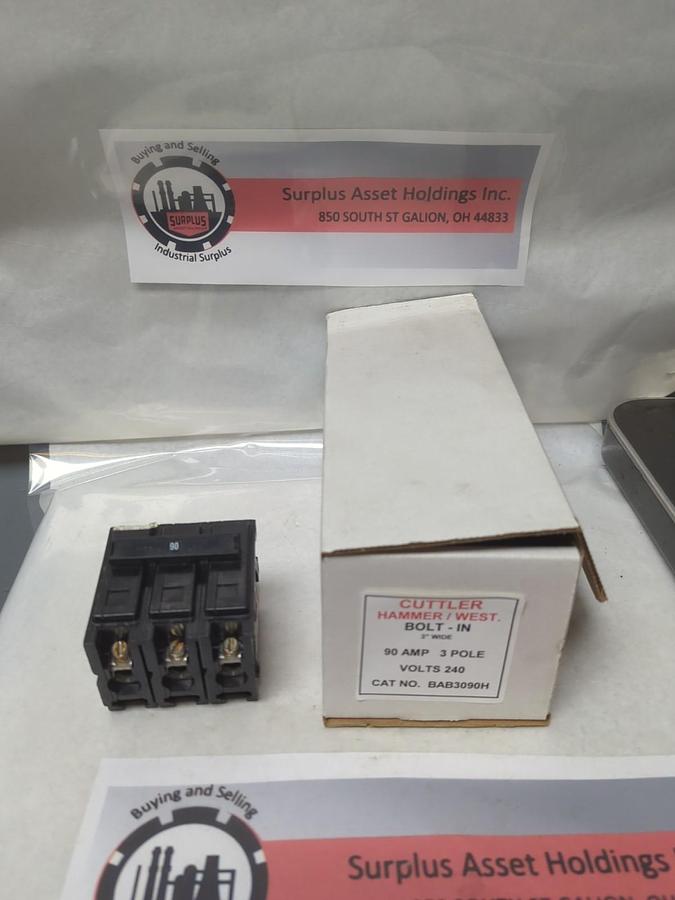 Buying and Selling
SURPLUS
Industrial Surplus
Surplus Asset Holdings Inc.
850 SOUTH ST GALION, OH 44833
90
CUTTLER
HAMMER / WEST.
BOLT - IN
3" WIDE
90 AMP 3 POLE
VOLTS 240
CAT NO. BAB3090H
Buying and Selling
Surplus Asset Holdings